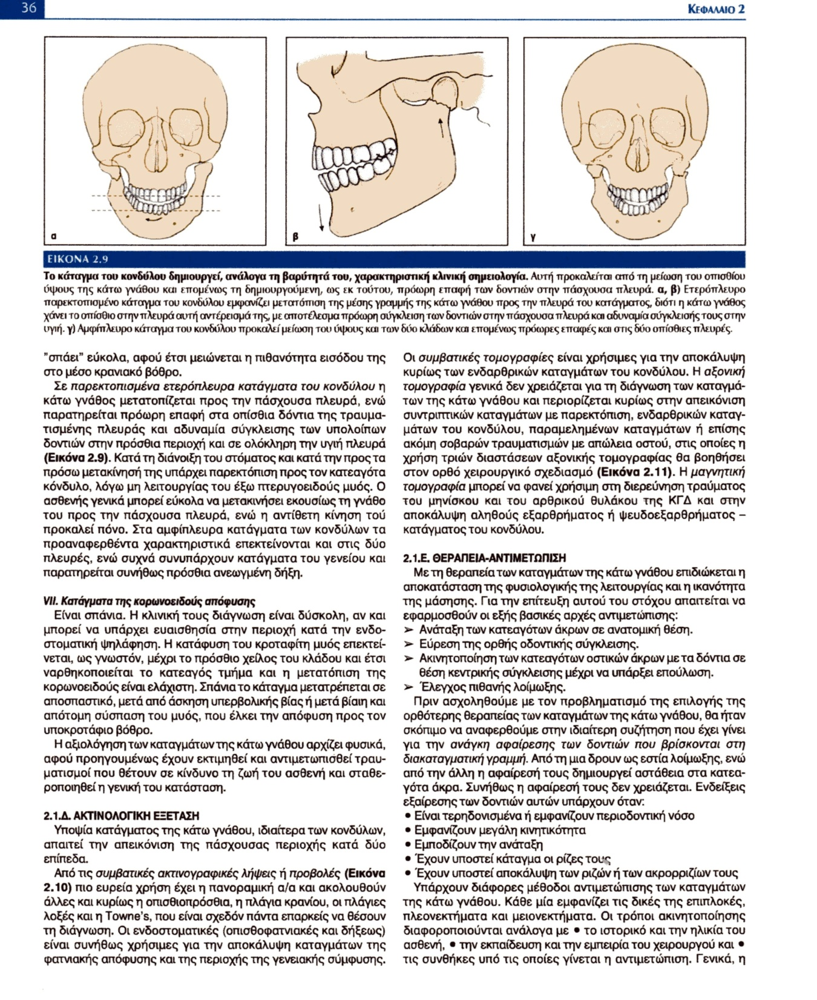 36
ΚΕΦΑΛΑΙΟ 2
α
β
γ
ΕΙΚΟΝΑ 2.9
Το κάταγμα του κονδύλου δημιουργεί, ανάλογα τη βαρύτητά του, χαρακτηριστική κλινική σημειολογία. Αυτή προκαλείται από τη μείωση του οπισθίου
ύψους της κάτω γνάθου και επομένως τη δημιουργούμενη, ως εκ τούτου, πρόωρη επαφή των δοντιών στην πάσχουσα πλευρά. α, β) Ετερόπλευρο
παρεκτοπισμένο κάταγμα του κονδύλου εμφανίζει μετατόπιση της μέσης γραμμής της κάτω γνάθου προς την πλευρά του κατάγματος, διότι η κάτω γνάθος
χάνει το οπίσθιο στην πλευρά αυτή αντέρεισμά της, με αποτέλεσμα πρόωρη σύγκλειση των δοντιών στην πάσχουσα πλευρά και αδυναμία σύγκλεισής τους στην
υγιή. γ) Αμφίπλευρο κάταγμα του κονδύλου προκαλεί μείωση του ύψους και των δύο κλάδων και επομένως πρόωρες επαφές και στις δύο οπίσθιες πλευρές.
"σπάει" εύκολα, αφού έτσι μειώνεται η πιθανότητα εισόδου της
στο μέσο κρανιακό βόθρο.
Σε παρεκτοπισμένα ετερόπλευρα κατάγματα του κονδύλου η
κάτω γνάθος μετατοπίζεται προς την πάσχουσα πλευρά, ενώ
παρατηρείται πρόωρη επαφή στα οπίσθια δόντια της τραυμα-
τισμένης πλευράς και αδυναμία σύγκλεισης των υπολοίπων
δοντιών στην πρόσθια περιοχή και σε ολόκληρη την υγιή πλευρά
(Εικόνα 2.9). Κατά τη διάνοιξη του στόματος και κατά την προς τα
πρόσω μετακίνησή της υπάρχει παρεκτόπιση προς τον κατεαγότα
κόνδυλο, λόγω μη λειτουργίας του έξω πτερυγοειδούς μυός. Ο
ασθενής γενικά μπορεί εύκολα να μετακινήσει εκουσίως τη γνάθο
του προς την πάσχουσα πλευρά, ενώ η αντίθετη κίνηση τού
προκαλεί πόνο. Στα αμφίπλευρα κατάγματα των κονδύλων τα
προαναφερθέντα χαρακτηριστικά επεκτείνονται και στις δύο
πλευρές, ενώ συχνά συνυπάρχουν κατάγματα του γενείου και
παρατηρείται συνήθως πρόσθια ανεωγμένη δήξη.
VII. Κατάγματα της κορωνοειδούς απόφυσης
Είναι σπάνια. Η κλινική τους διάγνωση είναι δύσκολη, αν και
μπορεί να υπάρχει ευαισθησία στην περιοχή κατά την ενδο-
στοματική ψηλάφηση. Η κατάφυση του κροταφίτη μυός επεκτεί-
νεται, ως γνωστόν, μέχρι το πρόσθιο χείλος του κλάδου και έτσι
ναρθηκοποιείται το κατεαγός τμήμα και η μετατόπιση της
κορωνοειδούς είναι ελάχιστη. Σπάνια το κάταγμα μετατρέπεται σε
αποσπαστικό, μετά από άσκηση υπερβολικής βίας ή μετά βίαιη και
απότομη σύσπαση του μυός, που έλκει την απόφυση προς τον
υποκροτάφιο βόθρο.
Η αξιολόγηση των καταγμάτων της κάτω γνάθου αρχίζει φυσικά,
αφού προηγουμένως έχουν εκτιμηθεί και αντιμετωπισθεί τραυ-
ματισμοί που θέτουν σε κίνδυνο τη ζωή του ασθενή και σταθε-
ροποιηθεί η γενική του κατάσταση.
2.1.Δ. ΑΚΤΙΝΟΛΟΓΙΚΗ ΕΞΕΤΑΣΗ
Υποψία κατάγματος της κάτω γνάθου, ιδιαίτερα των κονδύλων,
απαιτεί την απεικόνιση της πάσχουσας περιοχής κατά δύο
επίπεδα.
Από τις συμβατικές ακτινογραφικές λήψεις ή προβολές (Εικόνα
2.10) πιο ευρεία χρήση έχει η πανοραμική α/α και ακολουθούν
άλλες και κυρίως η οπισθιοπρόσθια, η πλάγια κρανίου, οι πλάγιες
λοξές και η Towne's, που είναι σχεδόν πάντα επαρκείς να θέσουν
τη διάγνωση. Οι ενδοστοματικές (οπισθοφατνιακές και δήξεως)
είναι συνήθως χρήσιμες για την αποκάλυψη καταγμάτων της
φατνιακής απόφυσης και της περιοχής της γενειακής σύμφυσης.
Οι συμβατικές τομογραφίες είναι χρήσιμες για την αποκάλυψη
κυρίως των ενδαρθρικών καταγμάτων του κονδύλου. Η αξονική
τομογραφία γενικά δεν χρειάζεται για τη διάγνωση των καταγμά-
των της κάτω γνάθου και περιορίζεται κυρίως στην απεικόνιση
συντριπτικών καταγμάτων με παρεκτόπιση, ενδαρθρικών καταγ-
μάτων του κονδύλου, παραμελημένων καταγμάτων ή επίσης
ακόμη σοβαρών τραυματισμών με απώλεια οστού, στις οποίες η
χρήση τριών διαστάσεων αξονικής τομογραφίας θα βοηθήσει
στον ορθό χειρουργικό σχεδιασμό (Εικόνα 2.11). Η μαγνητική
τομογραφία μπορεί να φανεί χρήσιμη στη διερεύνηση τραύματος
του μηνίσκου και του αρθρικού θυλάκου της ΚΓΔ και στην
αποκάλυψη αληθούς εξαρθρήματος ή ψευδοεξαρθρήματος –
κατάγματος του κονδύλου.
2.1.Ε. ΘΕΡΑΠΕΙΑ-ΑΝΤΙΜΕΤΩΠΙΣΗ
Με τη θεραπεία των καταγμάτων της κάτω γνάθου επιδιώκεται η
αποκατάσταση της φυσιολογικής της λειτουργίας και η ικανότητα
της μάσησης. Για την επίτευξη αυτού του στόχου απαιτείται να
εφαρμοσθούν οι εξής βασικές αρχές αντιμετώπισης:
➢ Ανάταξη των κατεαγότων άκρων σε ανατομική θέση.
➢ Εύρεση της ορθής οδοντικής σύγκλεισης.
➢ Ακινητοποίηση των κατεαγότων οστικών άκρων με τα δόντια σε
θέση κεντρικής σύγκλεισης μέχρι να υπάρξει επούλωση.
➢ Έλεγχος πιθανής λοίμωξης.
Πριν ασχοληθούμε με τον προβληματισμό της επιλογής της
ορθότερης θεραπείας των καταγμάτων της κάτω γνάθου, θα ήταν
σκόπιμο να αναφερθούμε στην ιδιαίτερη συζήτηση που έχει γίνει
για την ανάγκη αφαίρεσης των δοντιών που βρίσκονται στη
διακαταγματική γραμμή. Από τη μια δρουν ως εστία λοίμωξης, ενώ
από την άλλη η αφαίρεσή τους δημιουργεί αστάθεια στα κατεα-
γότα άκρα. Συνήθως η αφαίρεσή τους δεν χρειάζεται. Ενδείξεις
εξαίρεσης των δοντιών αυτών υπάρχουν όταν:
• Είναι τερηδονισμένα ή εμφανίζουν περιοδοντική νόσο
• Εμφανίζουν μεγάλη κινητικότητα
• Εμποδίζουν την ανάταξη
• Έχουν υποστεί κάταγμα οι ρίζες τους
• Έχουν υποστεί αποκάλυψη των ριζών ή των ακρορριζίων τους
Υπάρχουν διάφορες μέθοδοι αντιμετώπισης των καταγμάτων
της κάτω γνάθου. Κάθε μία εμφανίζει τις δικές της επιπλοκές,
πλεονεκτήματα και μειονεκτήματα. Οι τρόποι ακινητοποίησης
διαφοροποιούνται ανάλογα με • το ιστορικό και την ηλικία του
ασθενή, • την εκπαίδευση και την εμπειρία του χειρουργού και •
τις συνθήκες υπό τις οποίες γίνεται η αντιμετώπιση. Γενικά, η